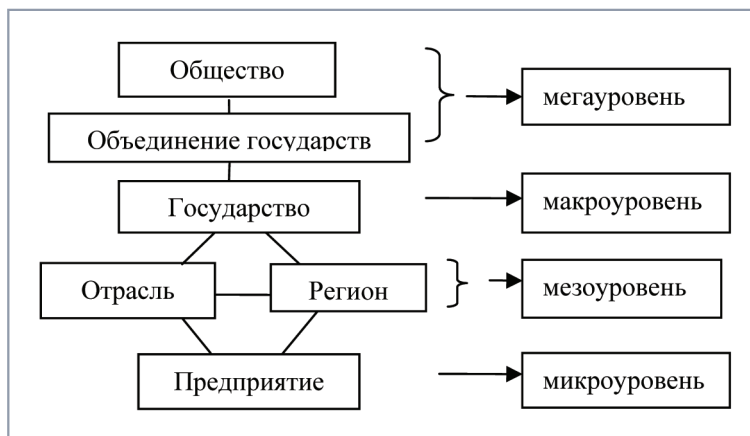 Общество
мегауровень
Объединение государств
Государство
макроуровень
Отрасль
Регион
мезоуровень
Предприятие
микроуровень